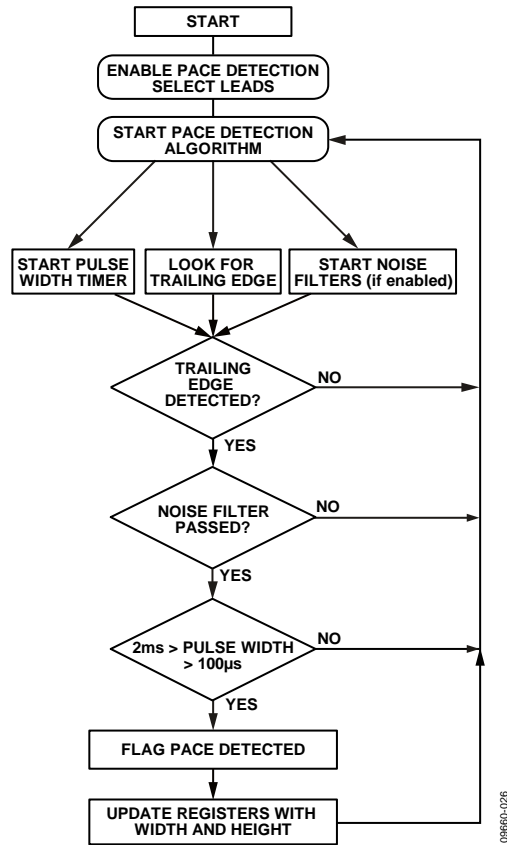 START
ENABLE PACE DETECTION
SELECT LEADS
START PACE DETECTION
ALGORITHM
START PULSE
WIDTH TIMER
LOOK FOR
TRAILING EDGE
START NOISE
FILTERS (if enabled)
TRAILING
EDGE
DETECTED?
NO
YES
NOISE FILTER
PASSED?
NO
YES
2ms > PULSE WIDTH
> 100µs
NO
YES
FLAG PACE DETECTED
UPDATE REGISTERS WITH
WIDTH AND HEIGHT
09660-026